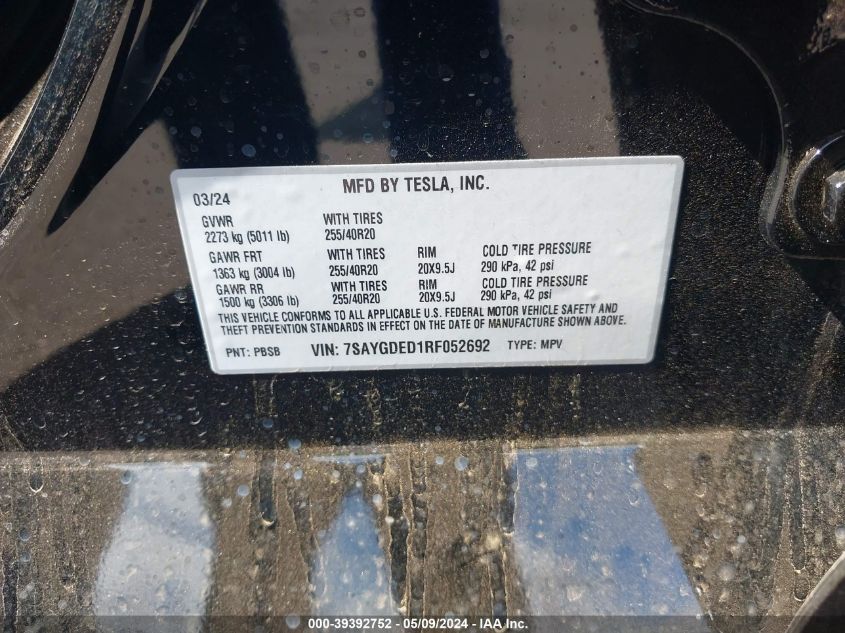 MFD BY TESLA, INC.
03/24
GVWR WITH TIRES
2273 kg (5011 lb) 255/40R20
GAWR FRT WITH TIRES RIM COLD TIRE PRESSURE
1363 kg (3004 lb) 255/40R20 20X9.5J 290 kPa, 42 psi
GAWR RR WITH TIRES RIM COLD TIRE PRESSURE
1500 kg (3306 lb) 255/40R20 20X9.5J 290 kPa, 42 psi
THIS VEHICLE CONFORMS TO ALL APPLICABLE U.S. FEDERAL MOTOR VEHICLE SAFETY AND
THEFT PREVENTION STANDARDS IN EFFECT ON THE DATE OF MANUFACTURE SHOWN ABOVE.
PNT: PBSB VIN: 7SAYGDED1RF052692 TYPE: MPV
000-39392752 - 05/09/2024 - IAA Inc.